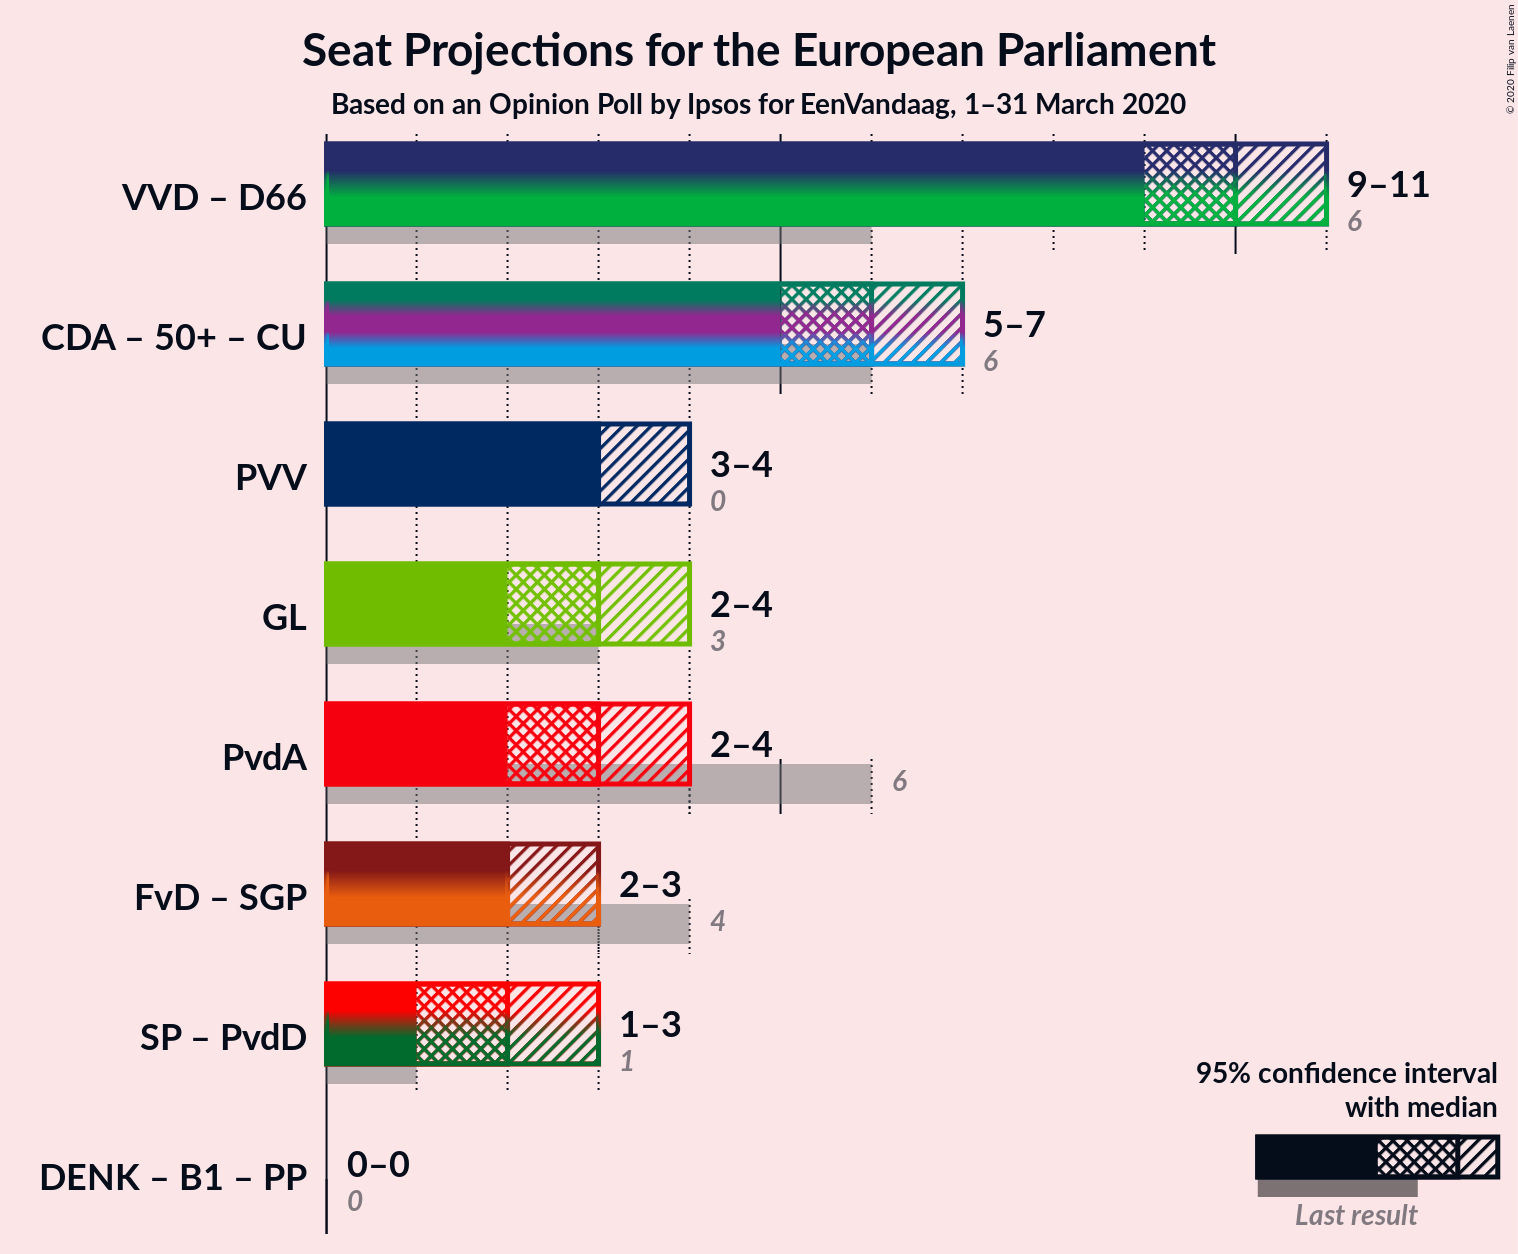 Seat Projections for the European Parliament
Based on an Opinion Poll by Ipsos for EenVandaag, 1–31 March 2020
© 2020 Filip van Laenen
VVD – D66
9–11
6
CDA – 50+ – CU
5–7
6
PVV
3–4
0
GL
2–4
3
PvdA
2–4
6
FvD – SGP
2–3
4
SP – PvdD
1–3
1
DENK – B1 – PP
0–0
0
95% confidence interval
with median
Last result